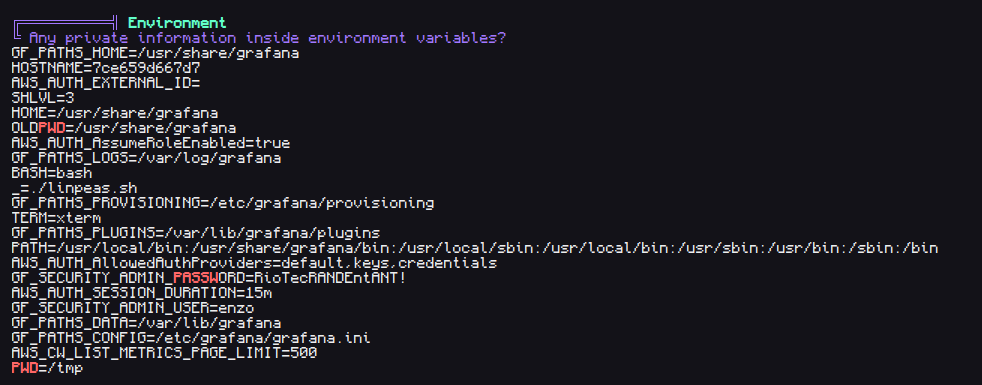 Environment
Any private information inside environment variables?
GF_PATHS_HOME=/usr/share/grafana
HOSTNAME=7ce659d667d7
AWS_AUTH_EXTERNAL_ID=
SHLVL=3
HOME=/usr/share/grafana
OLDPWD=/usr/share/grafana
AWS_AUTH_AssumeRoleEnabled=true
GF_PATHS_LOGS=/var/log/grafana
BASH=bash
_=./linpeas.sh
GF_PATHS_PROVISIONING=/etc/grafana/provisioning
TERM=xterm
GF_PATHS_PLUGINS=/var/lib/grafana/plugins
PATH=/usr/local/bin:/usr/share/grafana/bin:/usr/local/sbin:/usr/local/bin:/usr/sbin:/usr/bin:/sbin:/bin
AWS_AUTH_AllowedAuthProviders=default,keys,credentials
GF_SECURITY_ADMIN_PASSWORD=RioTecRANDEntANT!
AWS_AUTH_SESSION_DURATION=15m
GF_SECURITY_ADMIN_USER=enzo
GF_PATHS_DATA=/var/lib/grafana
GF_PATHS_CONFIG=/etc/grafana/grafana.ini
AWS_CW_LIST_METRICS_PAGE_LIMIT=500
PWD=/tmp